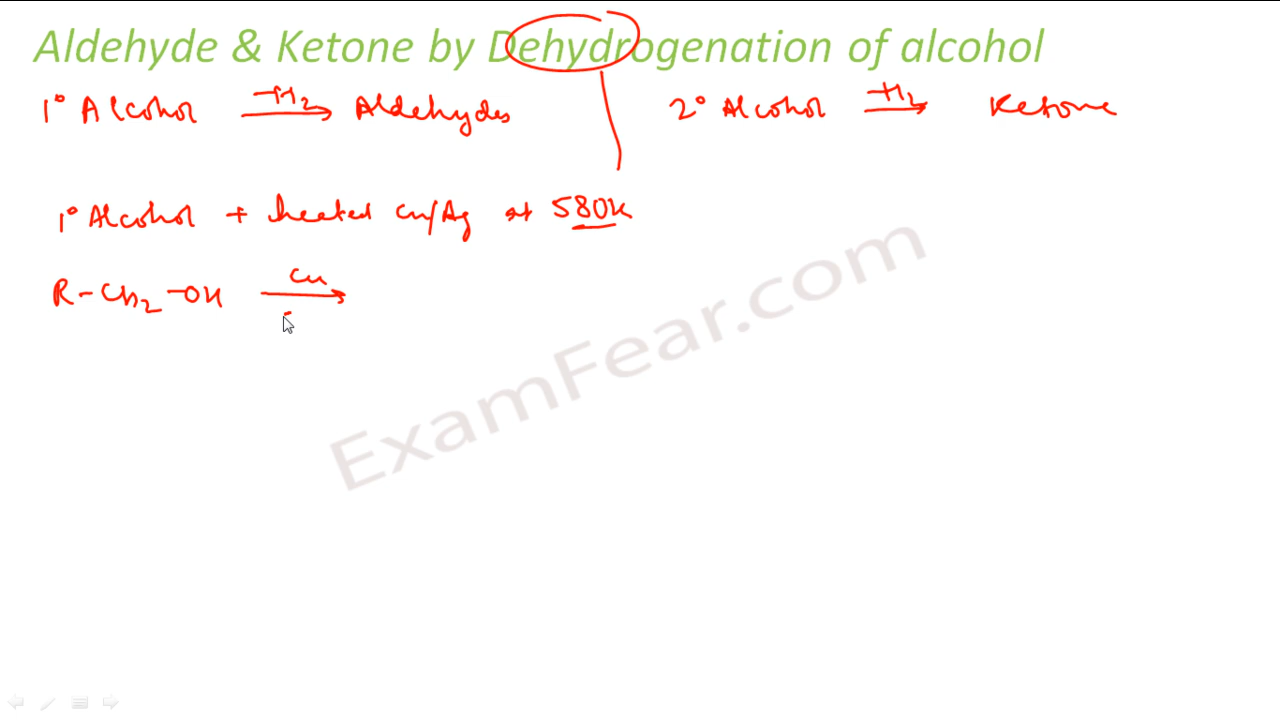 Aldehyde & Ketone by Dehydrogenation of alcohol
1° Alcohol —H₂→ Aldehydes
2° Alcohol —H₂→ Ketone
1° Alcohol + heated Cu/Ag at 580K
R-CH₂-OH Cu→
ExamFear.com